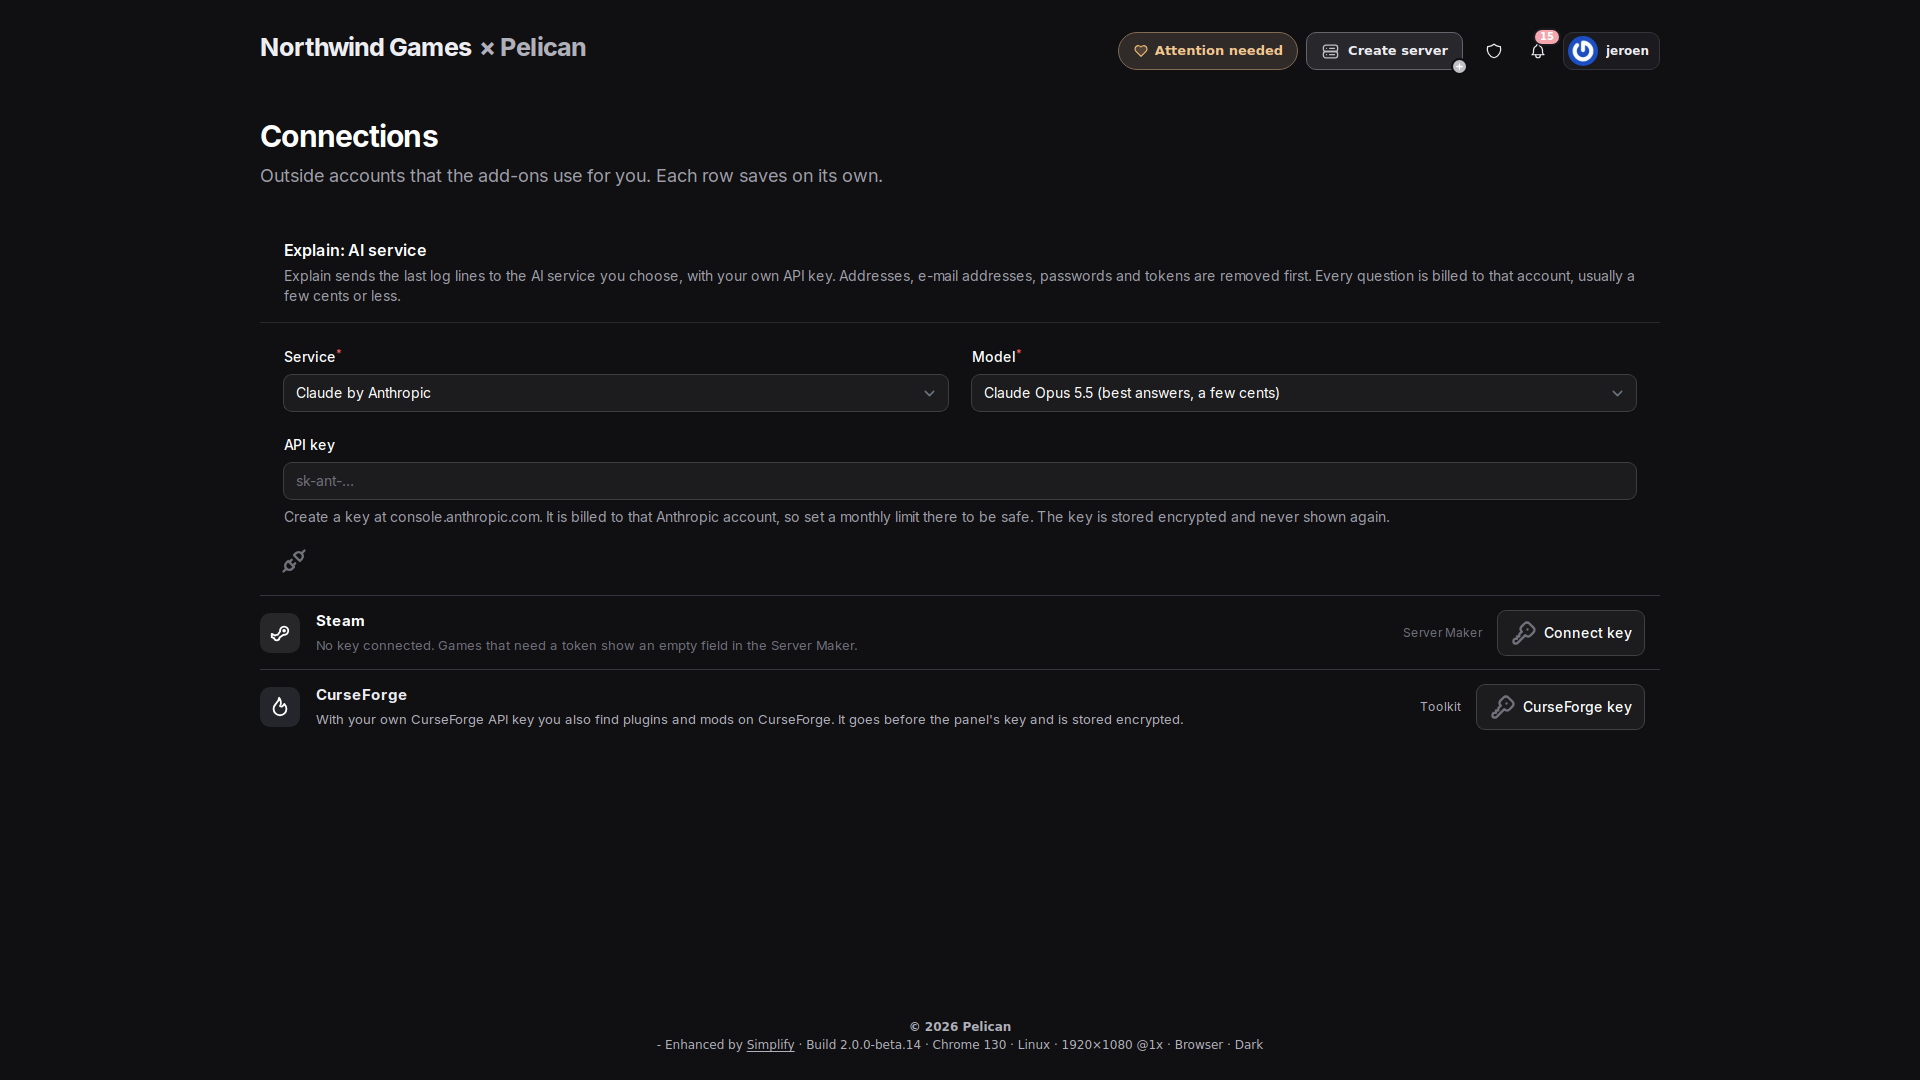 Northwind Games × Pelican
Attention needed
Create server
15
jeroen
Connections
Outside accounts that the add-ons use for you. Each row saves on its own.
Explain: AI service
Explain sends the last log lines to the AI service you choose, with your own API key. Addresses, e-mail addresses, passwords and tokens are removed first. Every question is billed to that account, usually a
few cents or less.
Service*
Model*
Claude by Anthropic
Claude Opus 5.5 (best answers, a few cents)
API key
sk-ant-...
Create a key at console.anthropic.com. It is billed to that Anthropic account, so set a monthly limit there to be safe. The key is stored encrypted and never shown again.
Steam
No key connected. Games that need a token show an empty field in the Server Maker.
Server Maker
Connect key
CurseForge
With your own CurseForge API key you also find plugins and mods on CurseForge. It goes before the panel's key and is stored encrypted.
Toolkit
CurseForge key
© 2026 Pelican
- Enhanced by Simplify · Build 2.0.0-beta.14 · Chrome 130 · Linux · 1920×1080 @1x · Browser · Dark